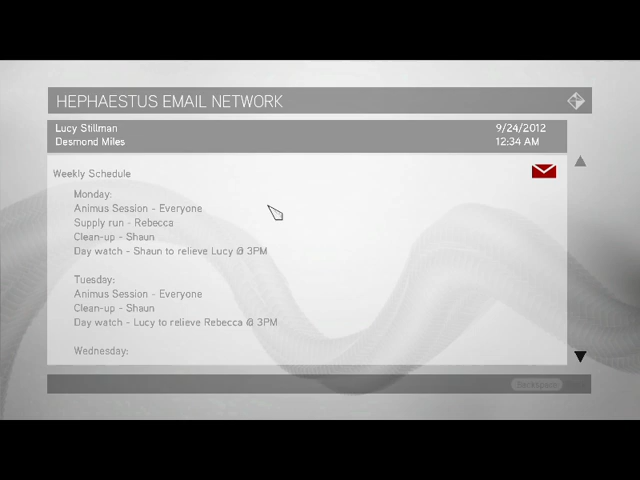 HEPHAESTUS EMAIL NETWORK
Lucy Stillman 9/24/2012
Desmond Miles 12:34 AM
Weekly Schedule
Monday:
Animus Session - Everyone
Supply run - Rebecca
Clean-up - Shaun
Day watch - Shaun to relieve Lucy @ 3PM
Tuesday:
Animus Session - Everyone
Clean-up - Shaun
Day watch - Lucy to relieve Rebecca @ 3PM
Wednesday:
Backspace